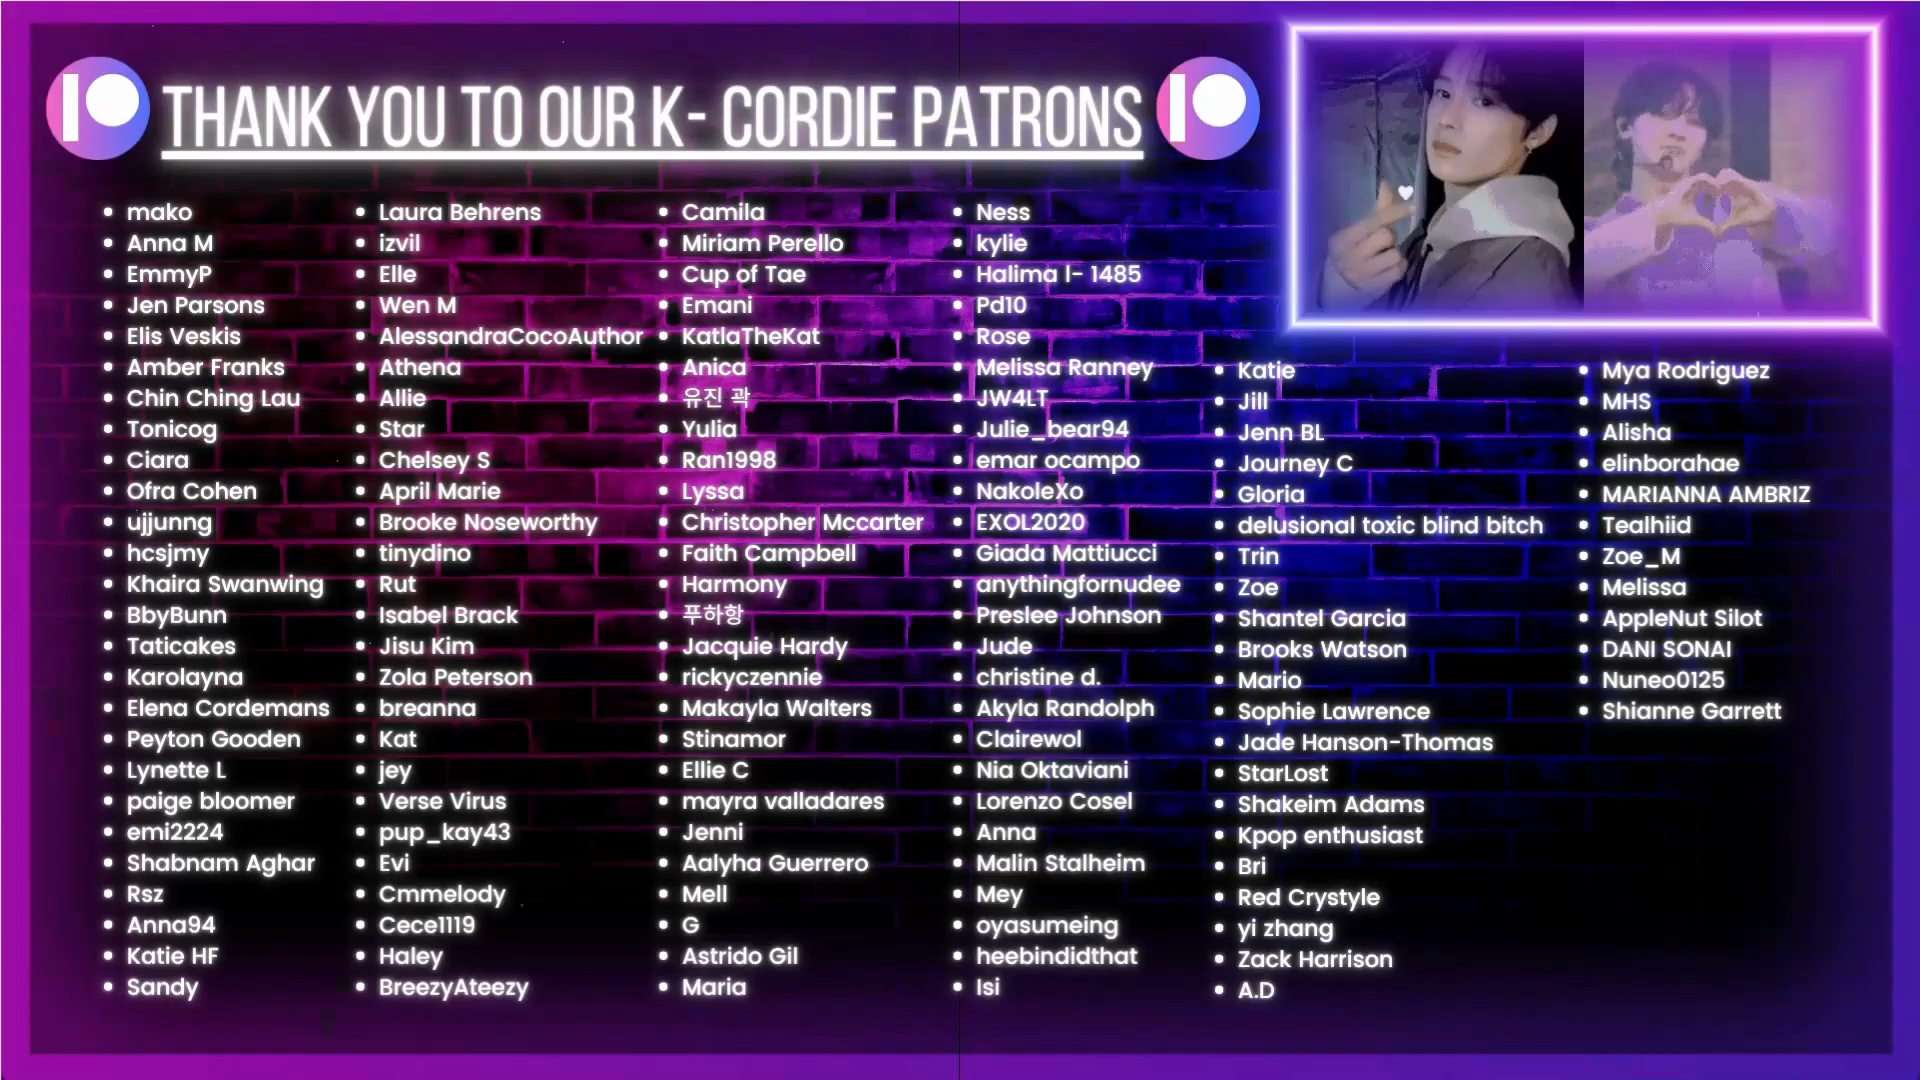 THANK YOU TO OUR K- CORDIE PATRONS
mako
Anna M
EmmyP
Jen Parsons
Elis Veskis
Amber Franks
Chin Ching Lau
Tonicog
Ciara
Ofra Cohen
ujjunng
hcsjmy
Khaira Swanwing
BbyBunn
Taticakes
Karolayna
Elena Cordemans
Peyton Gooden
Lynette L
paige bloomer
emi2224
Shabnam Aghar
Rsz
Anna94
Katie HF
Sandy
Laura Behrens
izvil
Elle
Wen M
AlessandraCocoAuthor
Athena
Allie
Star
Chelsey S
April Marie
Brooke Noseworthy
tinydino
Rut
Isabel Brack
Jisu Kim
Zola Peterson
breanna
Kat
jey
Verse Virus
pup_kay43
Evi
Cmmelody
Cece1119
Haley
BreezyAteezy
Camila
Miriam Perello
Cup of Tae
Emani
KatlaTheKat
Anica
유진 곽
Yulia
Ran1998
Lyssa
Christopher Mccarter
Faith Campbell
Harmony
푸하항
Jacquie Hardy
rickyczennie
Makayla Walters
Stinamor
Ellie C
mayra valladares
Jenni
Aalyha Guerrero
Mell
G
Astrido Gil
Maria
Ness
kylie
Halima I- 1485
Pd10
Rose
Melissa Ranney
JW4LT
Julie_bear94
emar ocampo
NakoleXo
EXOL2020
Giada Mattiucci
anythingfornudee
Preslee Johnson
Jude
christine d.
Akyla Randolph
Clairewol
Nia Oktaviani
Lorenzo Cosel
Anna
Malin Stalheim
Mey
oyasumeing
heebindidthat
Isi
Katie
Jill
Jenn BL
Journey C
Gloria
delusional toxic blind bitch
Trin
Zoe
Shantel Garcia
Brooks Watson
Mario
Sophie Lawrence
Jade Hanson-Thomas
StarLost
Shakeim Adams
Kpop enthusiast
Bri
Red Crystyle
yi zhang
Zack Harrison
A.D
Mya Rodriguez
MHS
Alisha
elinborahae
MARIANNA AMBRIZ
Tealhiid
Zoe_M
Melissa
AppleNut Silot
DANI SONAI
Nuneo0125
Shianne Garrett